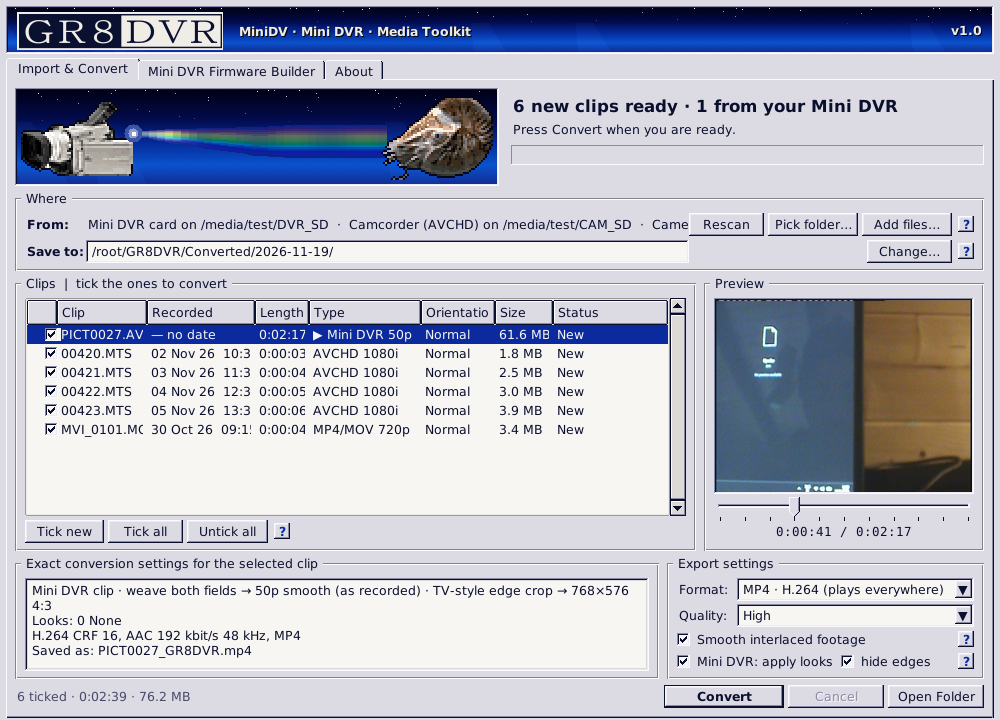 GR8DVR MiniDV · Mini DVR · Media Toolkit v1.0
Import & Convert Mini DVR Firmware Builder About
6 new clips ready · 1 from your Mini DVR
Press Convert when you are ready.
Where
From: Mini DVR card on /media/test/DVR_SD · Camcorder (AVCHD) on /media/test/CAM_SD · Came Rescan Pick folder... Add files... ?
Save to: /root/GR8DVR/Converted/2026-11-19/ Change... ?
Clips | tick the ones to convert
Clip Recorded Length Type Orientatio Size Status
PICT0027.AV — no date 0:02:17 ▶ Mini DVR 50p Normal 61.6 MB New
00420.MTS 02 Nov 26 10:3 0:00:03 AVCHD 1080i Normal 1.8 MB New
00421.MTS 03 Nov 26 11:3 0:00:04 AVCHD 1080i Normal 2.5 MB New
00422.MTS 04 Nov 26 12:3 0:00:05 AVCHD 1080i Normal 3.0 MB New
00423.MTS 05 Nov 26 13:3 0:00:06 AVCHD 1080i Normal 3.9 MB New
MVI_0101.MO 30 Oct 26 09:15 0:00:04 MP4/MOV 720p Normal 3.4 MB New
Tick new Tick all Untick all ?
Preview
0:00:41 / 0:02:17
Exact conversion settings for the selected clip
Mini DVR clip · weave both fields → 50p smooth (as recorded) · TV-style edge crop → 768×576
4:3
Looks: 0 None
H.264 CRF 16, AAC 192 kbit/s 48 kHz, MP4
Saved as: PICT0027_GR8DVR.mp4
Export settings
Format: MP4 · H.264 (plays everywhere)
Quality: High
Smooth interlaced footage ?
Mini DVR: apply looks hide edges ?
6 ticked · 0:02:39 · 76.2 MB
Convert Cancel Open Folder